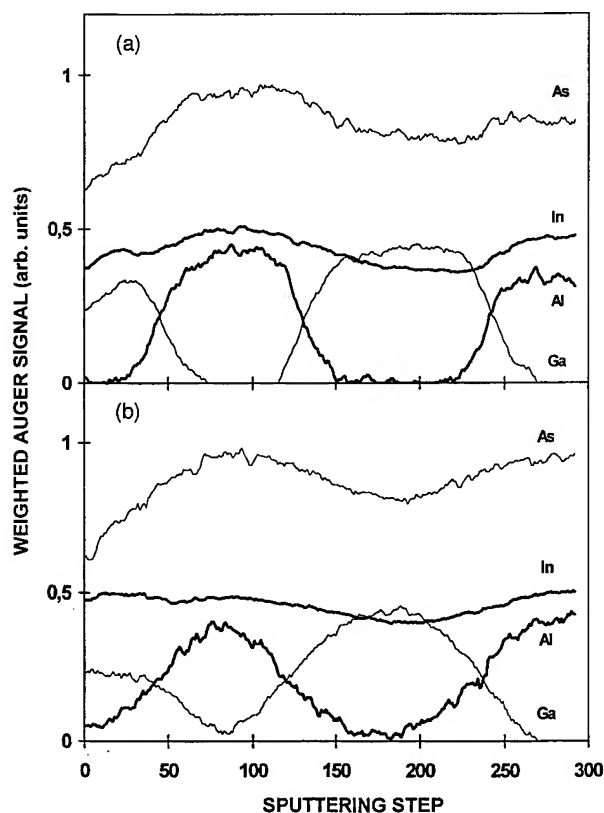 (a)
1
As
In
0,5
Al
Ga
0
(b)
1
As
In
0,5
Al
Ga
0
0 50 100 150 200 250 300
SPUTTERING STEP
WEIGHTED AUGER SIGNAL (arb. units)